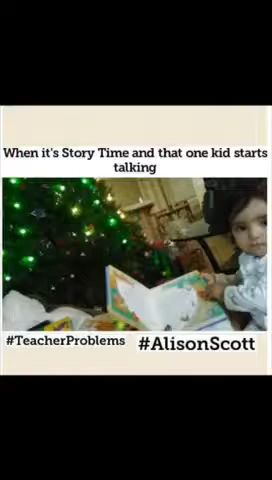 When it's Story Time and that one kid starts
talking
#TeacherProblems
#AlisonScott